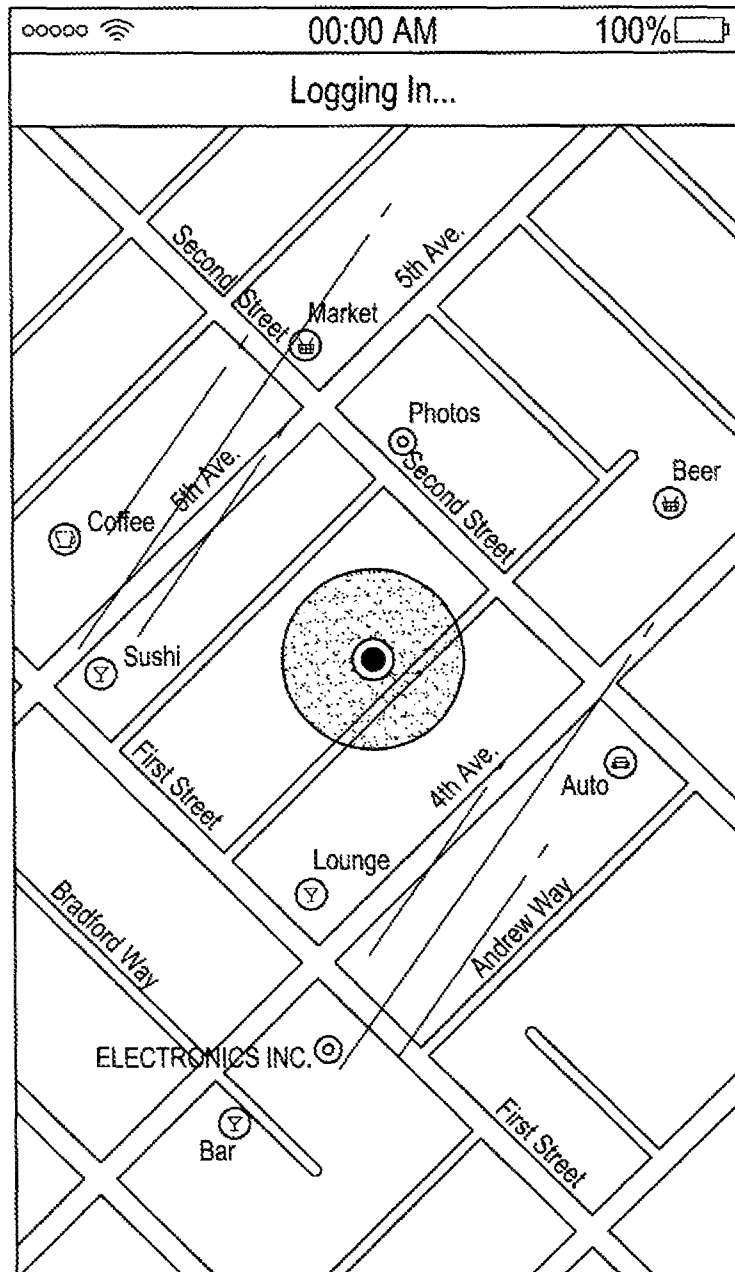 00:00 AM
100%
Logging In...
Second Street
5th Ave.
Market
Photos
Second Street
Beer
5th Ave.
Coffee
Sushi
First Street
4th Ave.
Auto
Lounge
Bradford Way
Andrew Way
ELECTRONICS INC.
Bar
First Street